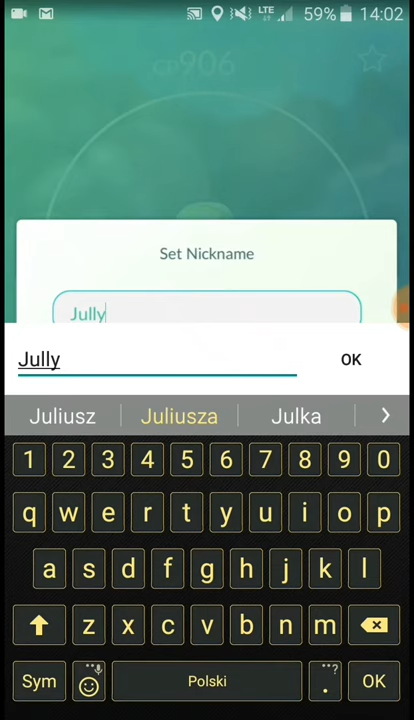 LTE 59% 14:02
CP906
Set Nickname
Jully
Jully OK
Juliusz Juliusza Julka
1 2 3 4 5 6 7 8 9 0
q w e r t y u i o p
a s d f g h j k l
z x c v b n m
Sym Polski . OK